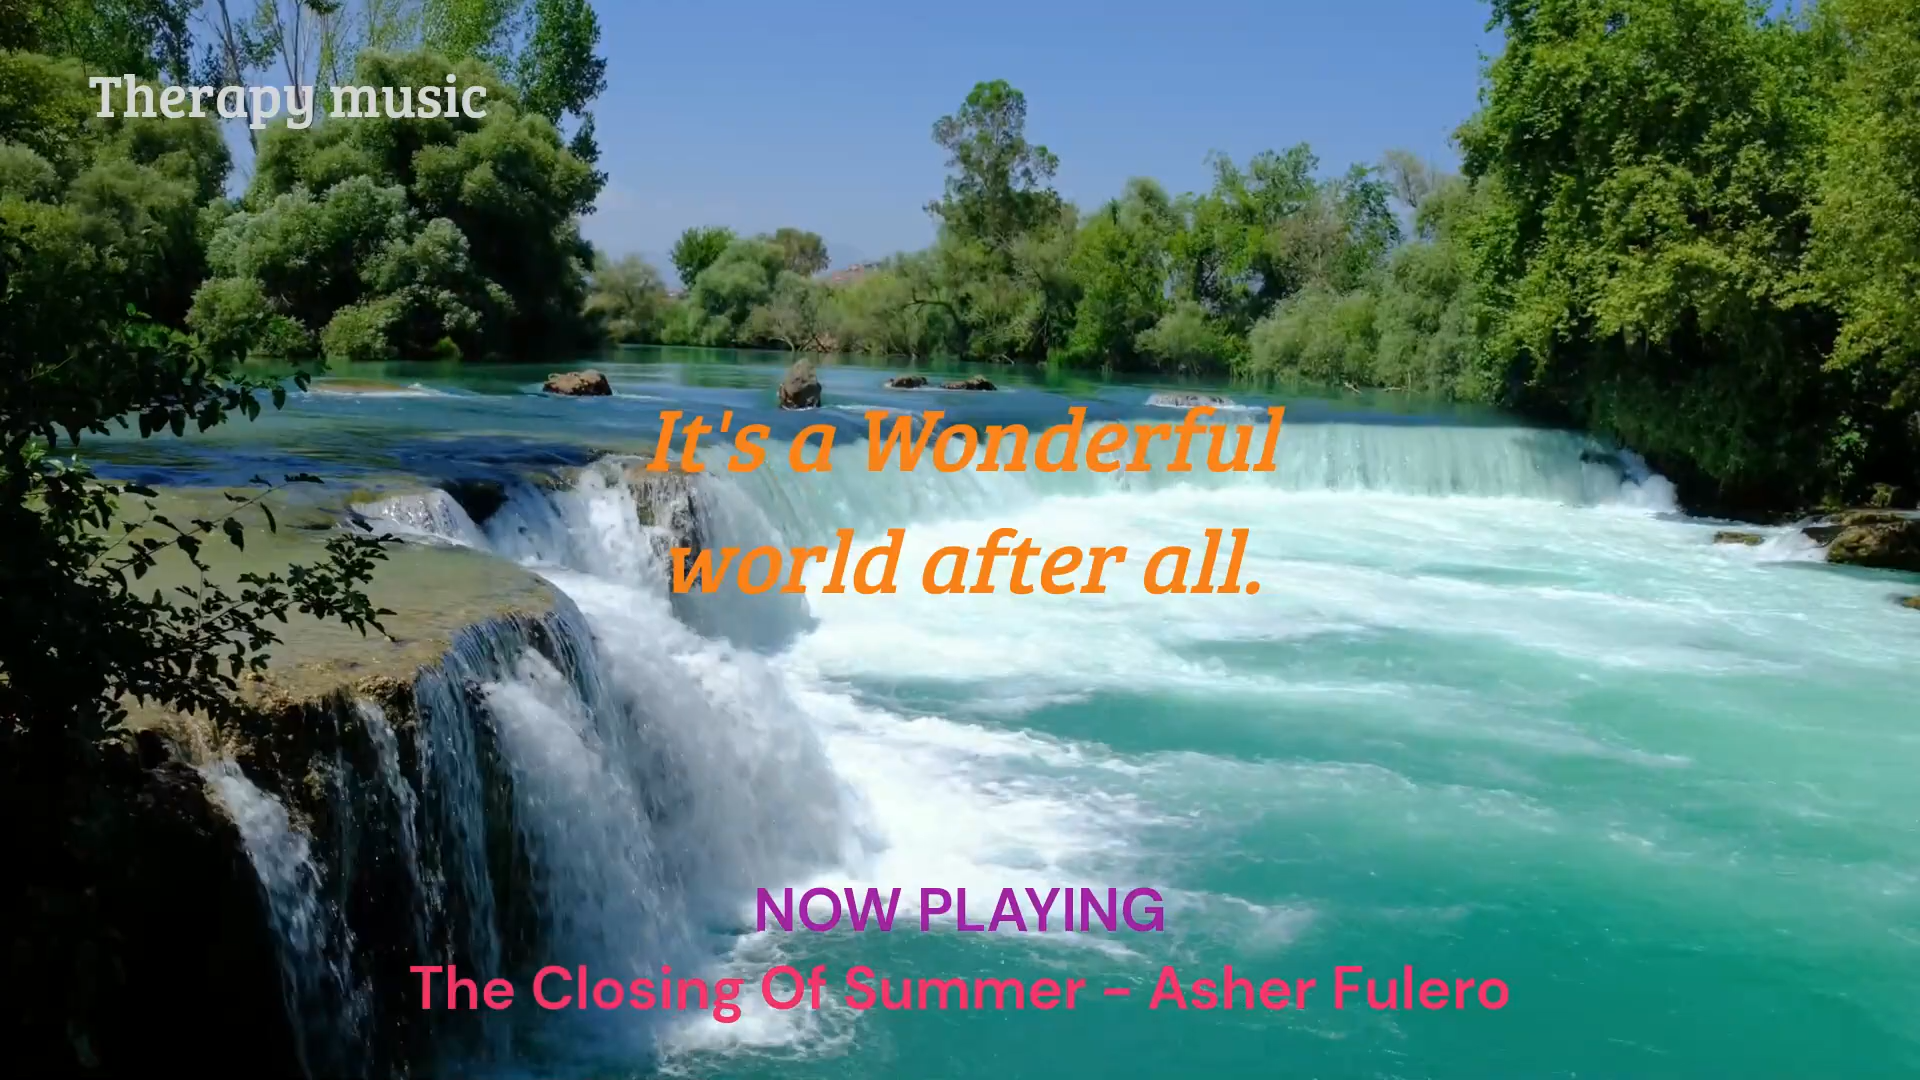 Therapy music
It's a Wonderful
world after all.
NOW PLAYING
The Closing Of Summer - Asher Fulero